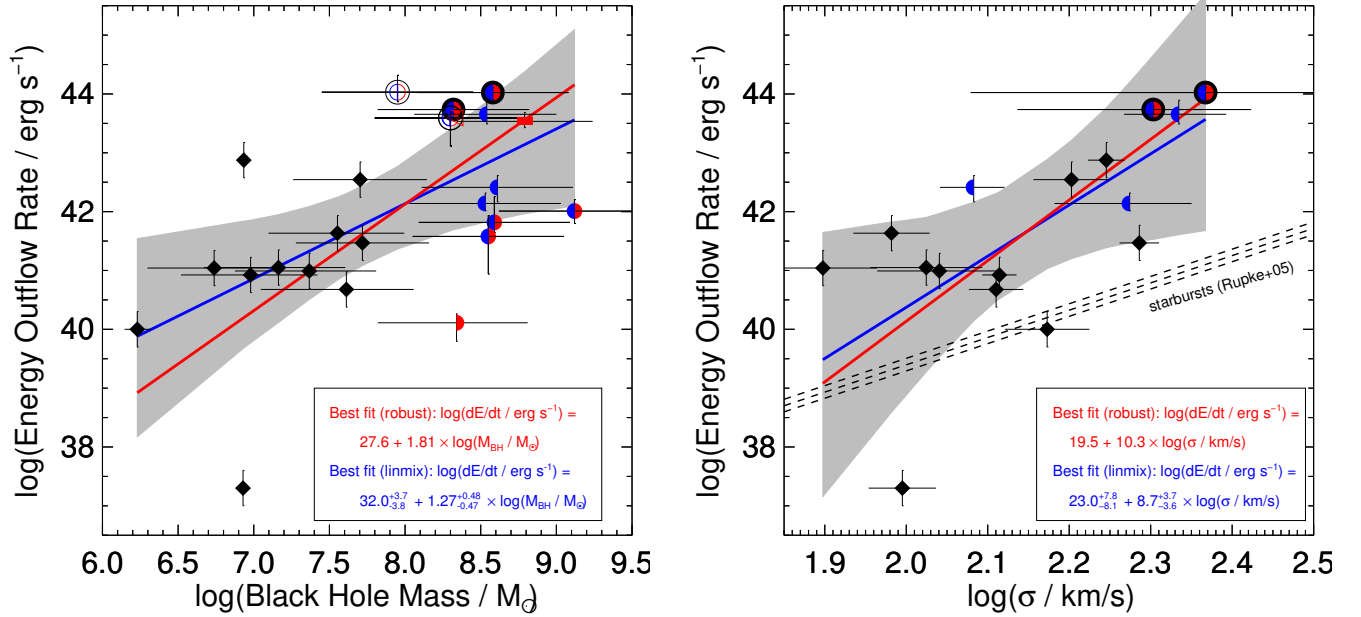 log(Energy Outflow Rate / erg s⁻¹)
44
42
40
38
Best fit (robust): log(dE/dt / erg s⁻¹) =
27.6 + 1.81 × log(M_BH / M_⊙)
Best fit (linmix): log(dE/dt / erg s⁻¹) =
32.0 +3.7 −3.8 + 1.27 +0.48 −0.47 × log(M_BH / M_⊙)
6.0 6.5 7.0 7.5 8.0 8.5 9.0 9.5
log(Black Hole Mass / M_⊙)
log(Energy Outflow Rate / erg s⁻¹)
44
42
40
38
starbursts (Rupke+05)
Best fit (robust): log(dE/dt / erg s⁻¹) =
19.5 + 10.3 × log(σ / km/s)
Best fit (linmix): log(dE/dt / erg s⁻¹) =
23.0 +7.8 −8.1 + 8.7 +3.7 −3.6 × log(σ / km/s)
1.9 2.0 2.1 2.2 2.3 2.4 2.5
log(σ / km/s)